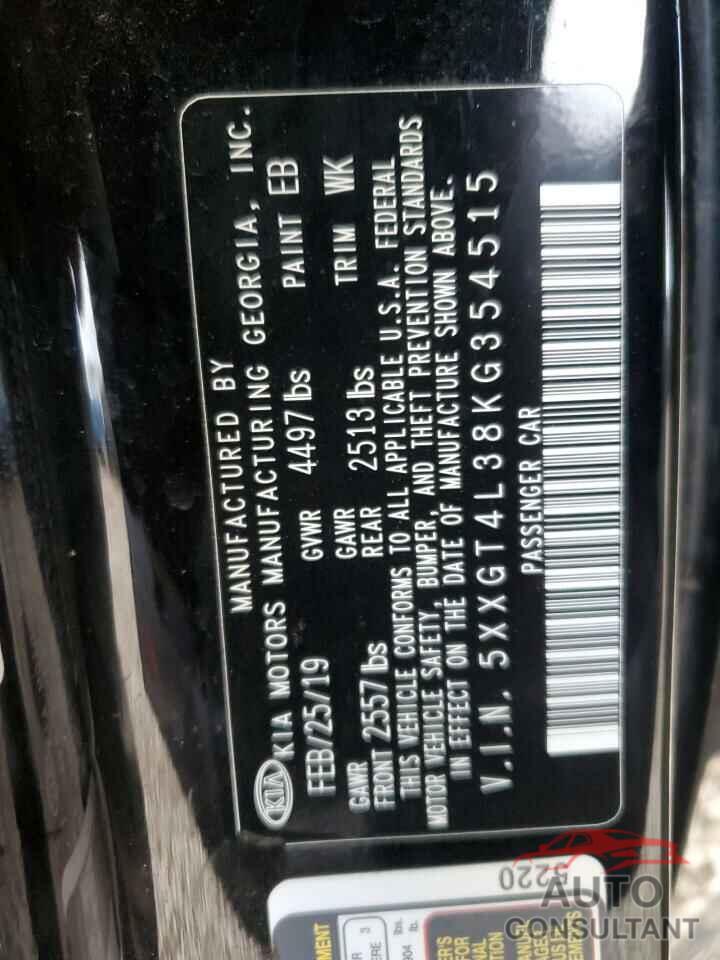 MANUFACTURED BY
KIA KIA MOTORS MANUFACTURING GEORGIA, INC.
FEB/25/19 GVWR 4497 lbs PAINT EB
GAWR GAWR
FRONT 2557 lbs REAR 2513 lbs TRIM WK
THIS VEHICLE CONFORMS TO ALL APPLICABLE U.S.A. FEDERAL
MOTOR VEHICLE SAFETY, BUMPER, AND THEFT PREVENTION STANDARDS
IN EFFECT ON THE DATE OF MANUFACTURE SHOWN ABOVE.
V.I.N. 5XXGT4L38KG354515
PASSENGER CAR
5220
AUTO
CONSULTANT